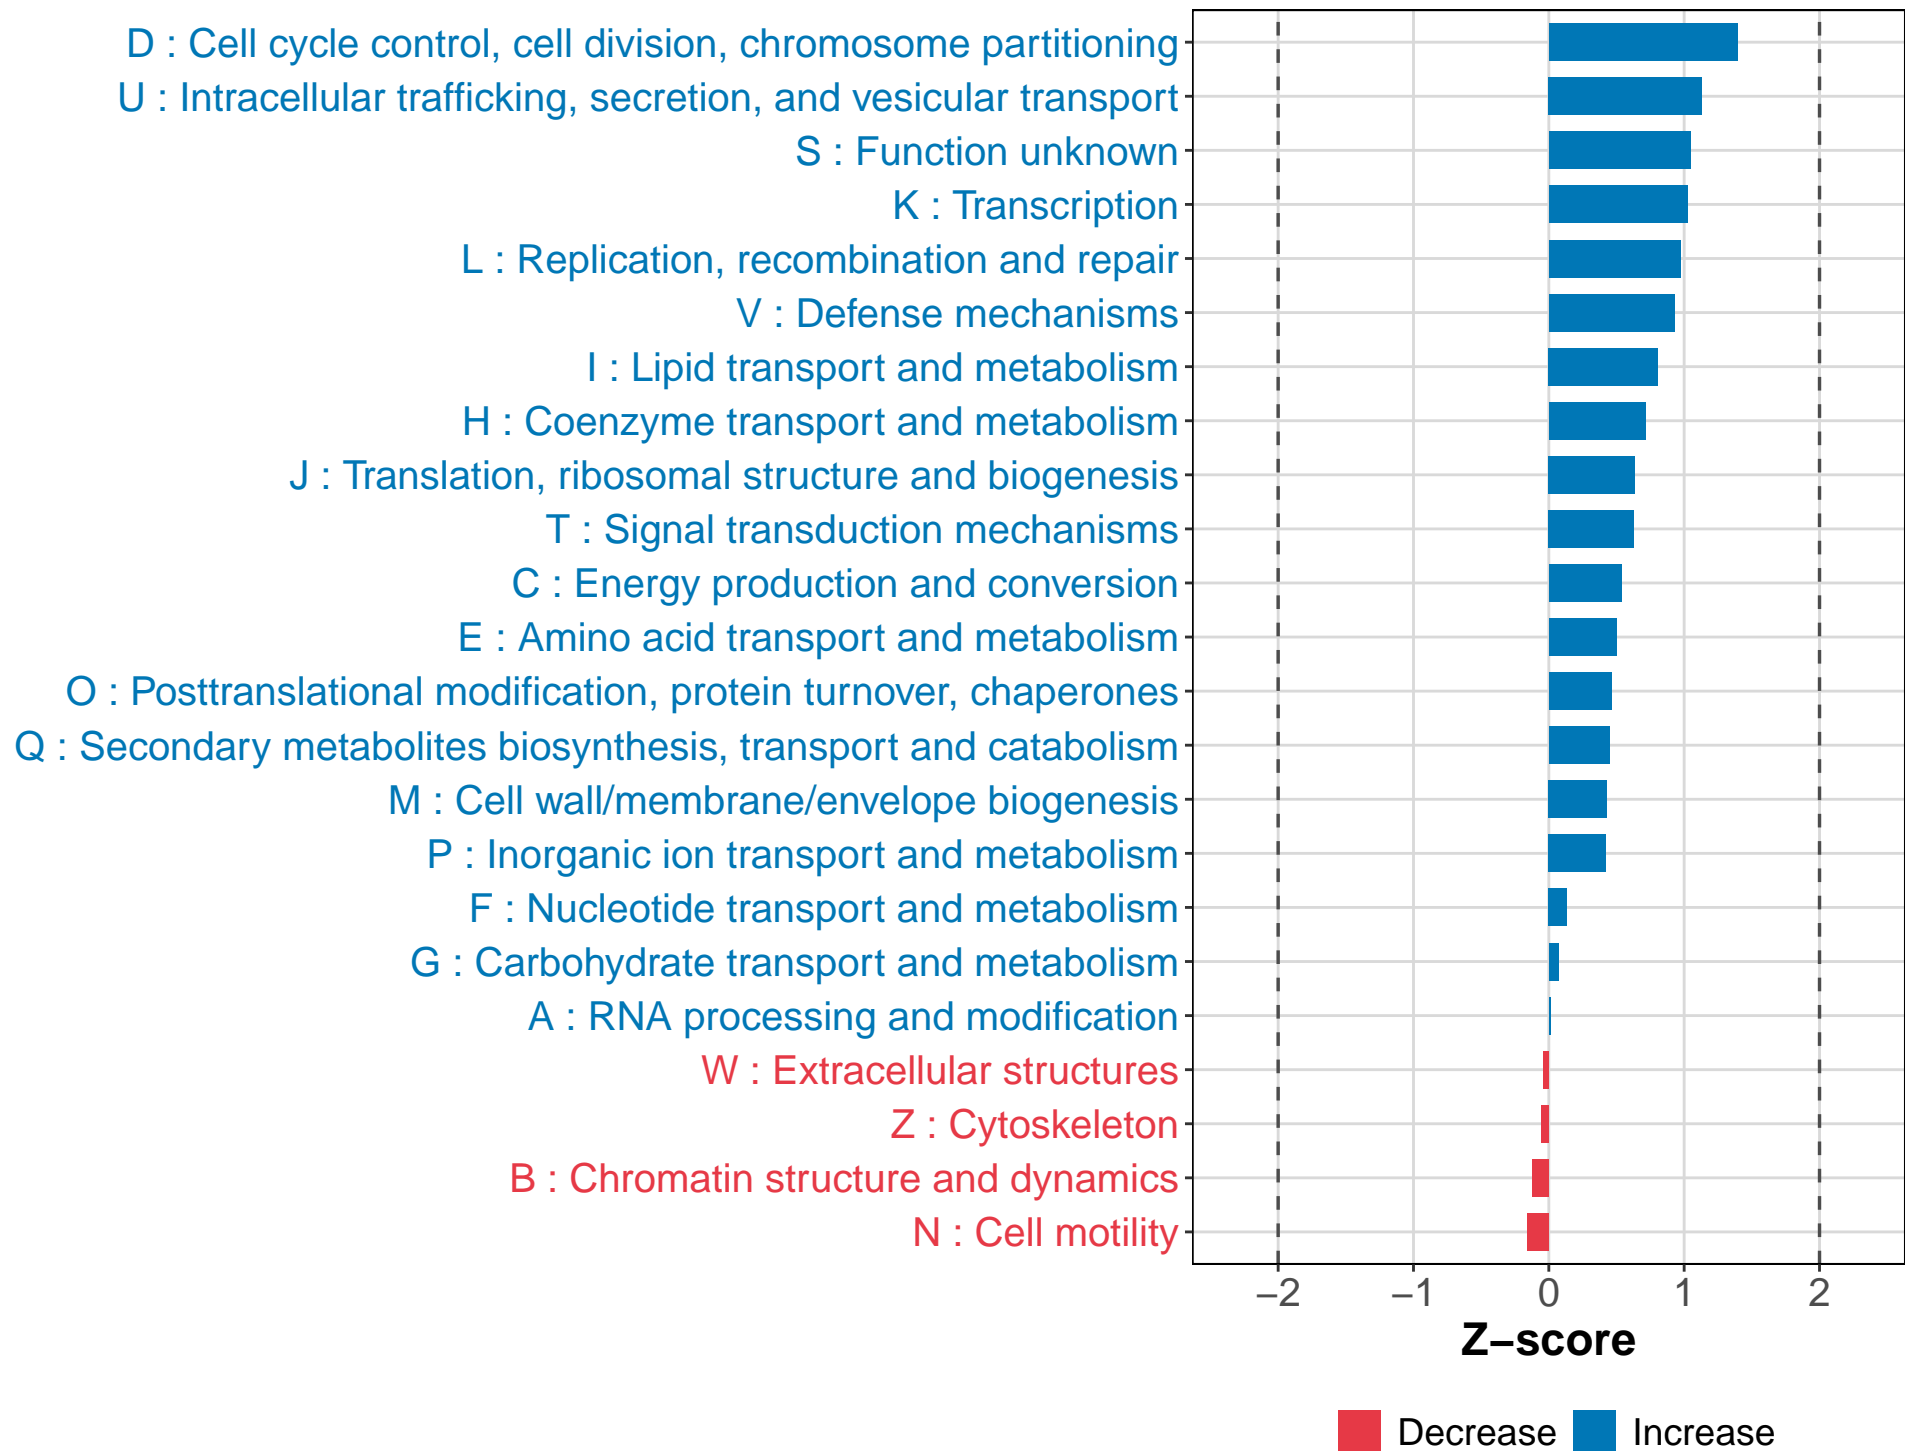 D : Cell cycle control, cell division, chromosome partitioning
U : Intracellular trafficking, secretion, and vesicular transport
S : Function unknown
K : Transcription
L : Replication, recombination and repair
V : Defense mechanisms
I : Lipid transport and metabolism
H : Coenzyme transport and metabolism
J : Translation, ribosomal structure and biogenesis
T : Signal transduction mechanisms
C : Energy production and conversion
E : Amino acid transport and metabolism
O : Posttranslational modification, protein turnover, chaperones
Q : Secondary metabolites biosynthesis, transport and catabolism
M : Cell wall/membrane/envelope biogenesis
P : Inorganic ion transport and metabolism
F : Nucleotide transport and metabolism
G : Carbohydrate transport and metabolism
A : RNA processing and modification
W : Extracellular structures
Z : Cytoskeleton
B : Chromatin structure and dynamics
N : Cell motility
−2 −1 0 1 2
Z−score
Decrease Increase